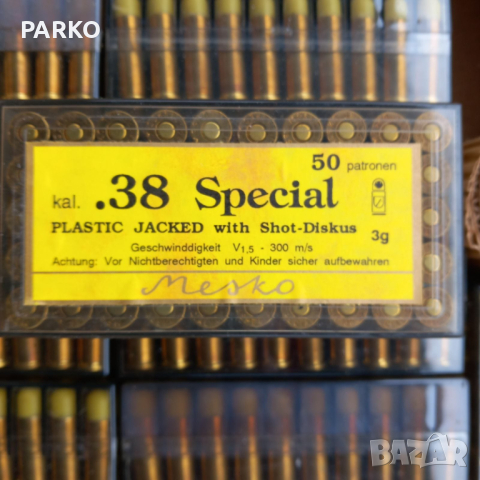 PARKO
50 patronen
kal. .38 Special
PLASTIC JACKED with Shot-Diskus 3g
Geschwinddigkeit V1,5 - 300 m/s
Achtung: Vor Nichtberechtigten und Kinder sicher aufbewahren
Mesko
BAZAR